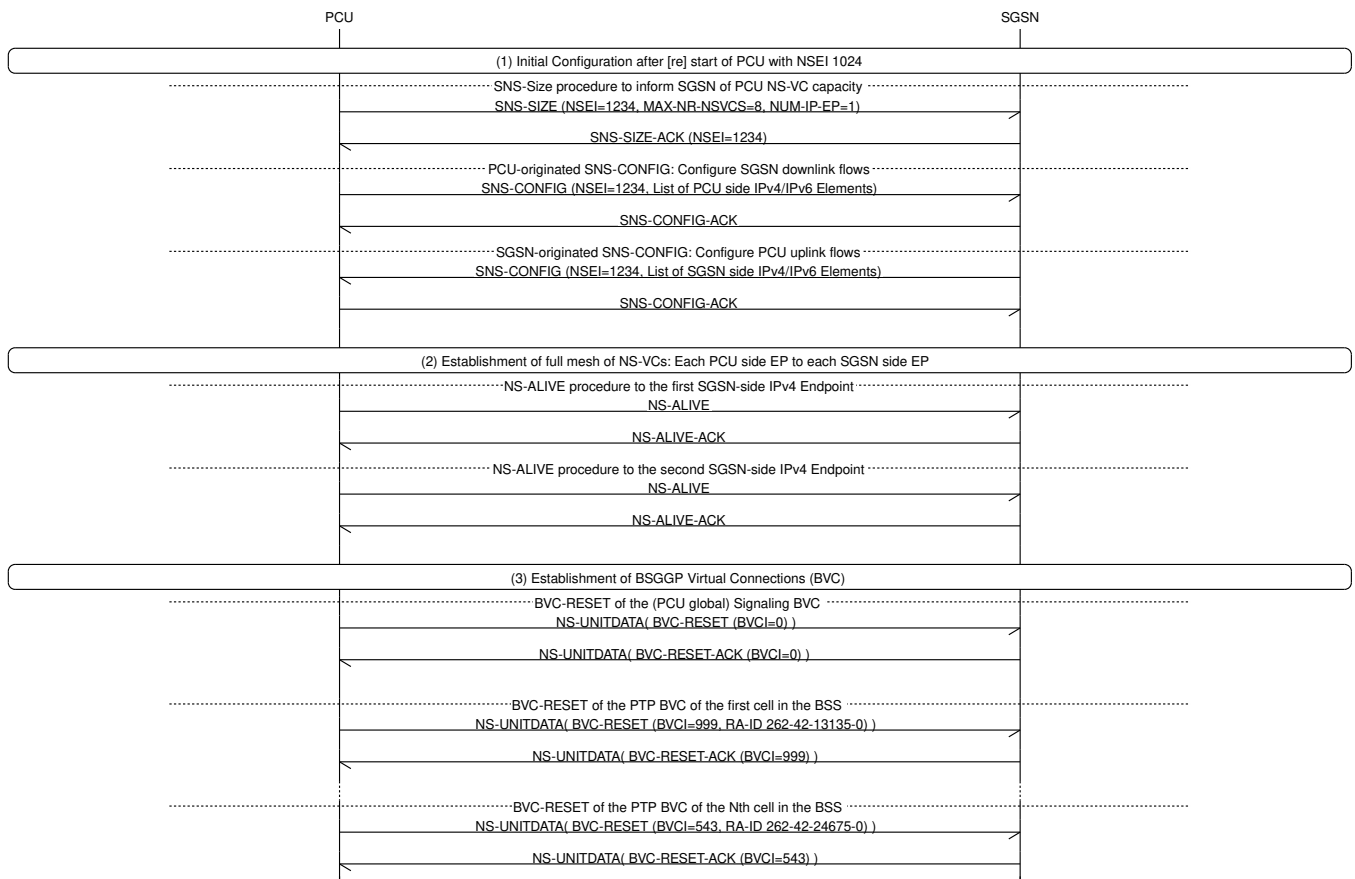 PCU SGSN
(1) Initial Configuration after [re] start of PCU with NSEI 1024
SNS-Size procedure to inform SGSN of PCU NS-VC capacity
SNS-SIZE (NSEI=1234, MAX-NR-NSVCS=8, NUM-IP-EP=1)
SNS-SIZE-ACK (NSEI=1234)
PCU-originated SNS-CONFIG: Configure SGSN downlink flows
SNS-CONFIG (NSEI=1234, List of PCU side IPv4/IPv6 Elements)
SNS-CONFIG-ACK
SGSN-originated SNS-CONFIG: Configure PCU uplink flows
SNS-CONFIG (NSEI=1234, List of SGSN side IPv4/IPv6 Elements)
SNS-CONFIG-ACK
(2) Establishment of full mesh of NS-VCs: Each PCU side EP to each SGSN side EP
NS-ALIVE procedure to the first SGSN-side IPv4 Endpoint
NS-ALIVE
NS-ALIVE-ACK
NS-ALIVE procedure to the second SGSN-side IPv4 Endpoint
NS-ALIVE
NS-ALIVE-ACK
(3) Establishment of BSGGP Virtual Connections (BVC)
BVC-RESET of the (PCU global) Signaling BVC
NS-UNITDATA( BVC-RESET (BVCI=0) )
NS-UNITDATA( BVC-RESET-ACK (BVCI=0) )
BVC-RESET of the PTP BVC of the first cell in the BSS
NS-UNITDATA( BVC-RESET (BVCI=999, RA-ID 262-42-13135-0) )
NS-UNITDATA( BVC-RESET-ACK (BVCI=999) )
BVC-RESET of the PTP BVC of the Nth cell in the BSS
NS-UNITDATA( BVC-RESET (BVCI=543, RA-ID 262-42-24675-0) )
NS-UNITDATA( BVC-RESET-ACK (BVCI=543) )